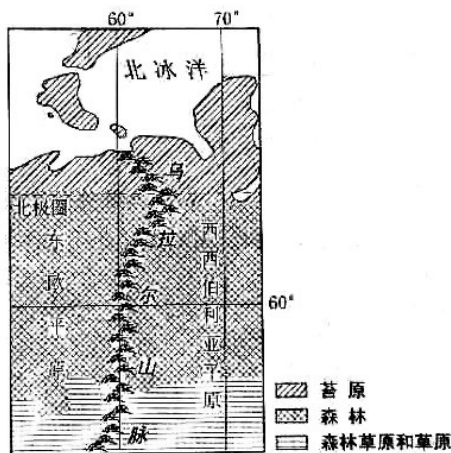 60° 70°
北冰洋
乌拉尔山脉
北极圈
东欧平原
西西伯利亚平原
60°
苔原
森林
森林草原和草原